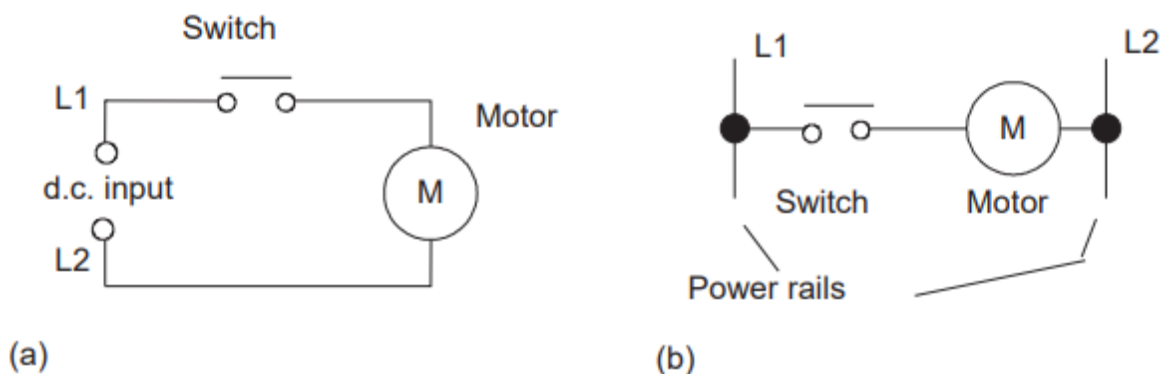 Switch
L1
Motor
d.c. input
M
L2
(a)
L1
L2
M
Switch
Motor
Power rails
(b)